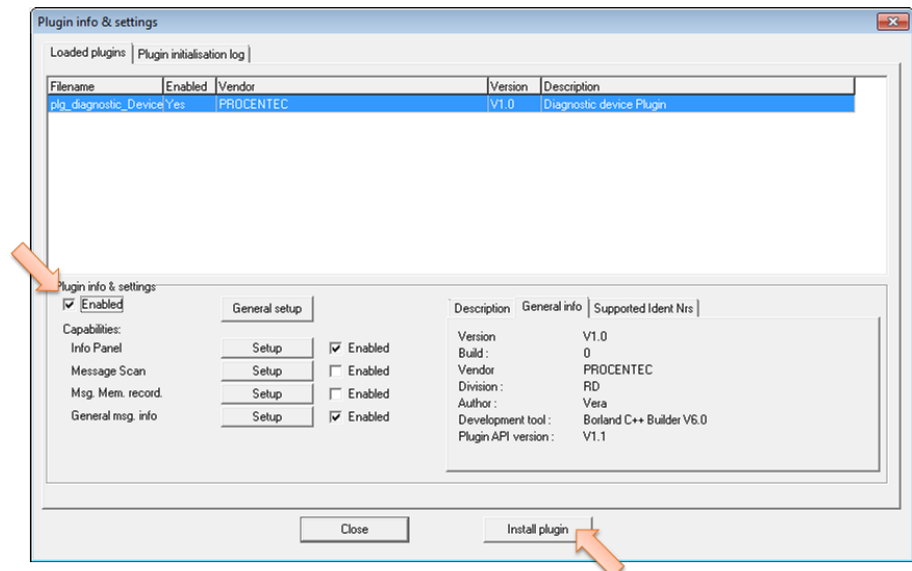 Plugin info & settings
Loaded plugins Plugin initialisation log
Filename Enabled Vendor Version Description
plg_diagnostic_Device Yes PROCENTEC V1.0 Diagnostic device Plugin
Plugin info & settings
Enabled General setup
Capabilities:
Info Panel Setup Enabled
Message Scan Setup Enabled
Msg. Mem. record. Setup Enabled
General msg. info Setup Enabled
Description General info Supported Ident Nrs
Version V1.0
Build : 0
Vendor PROCENTEC
Division : RD
Author : Vera
Development tool : Borland C++ Builder V6.0
Plugin API version : V1.1
Close Install plugin